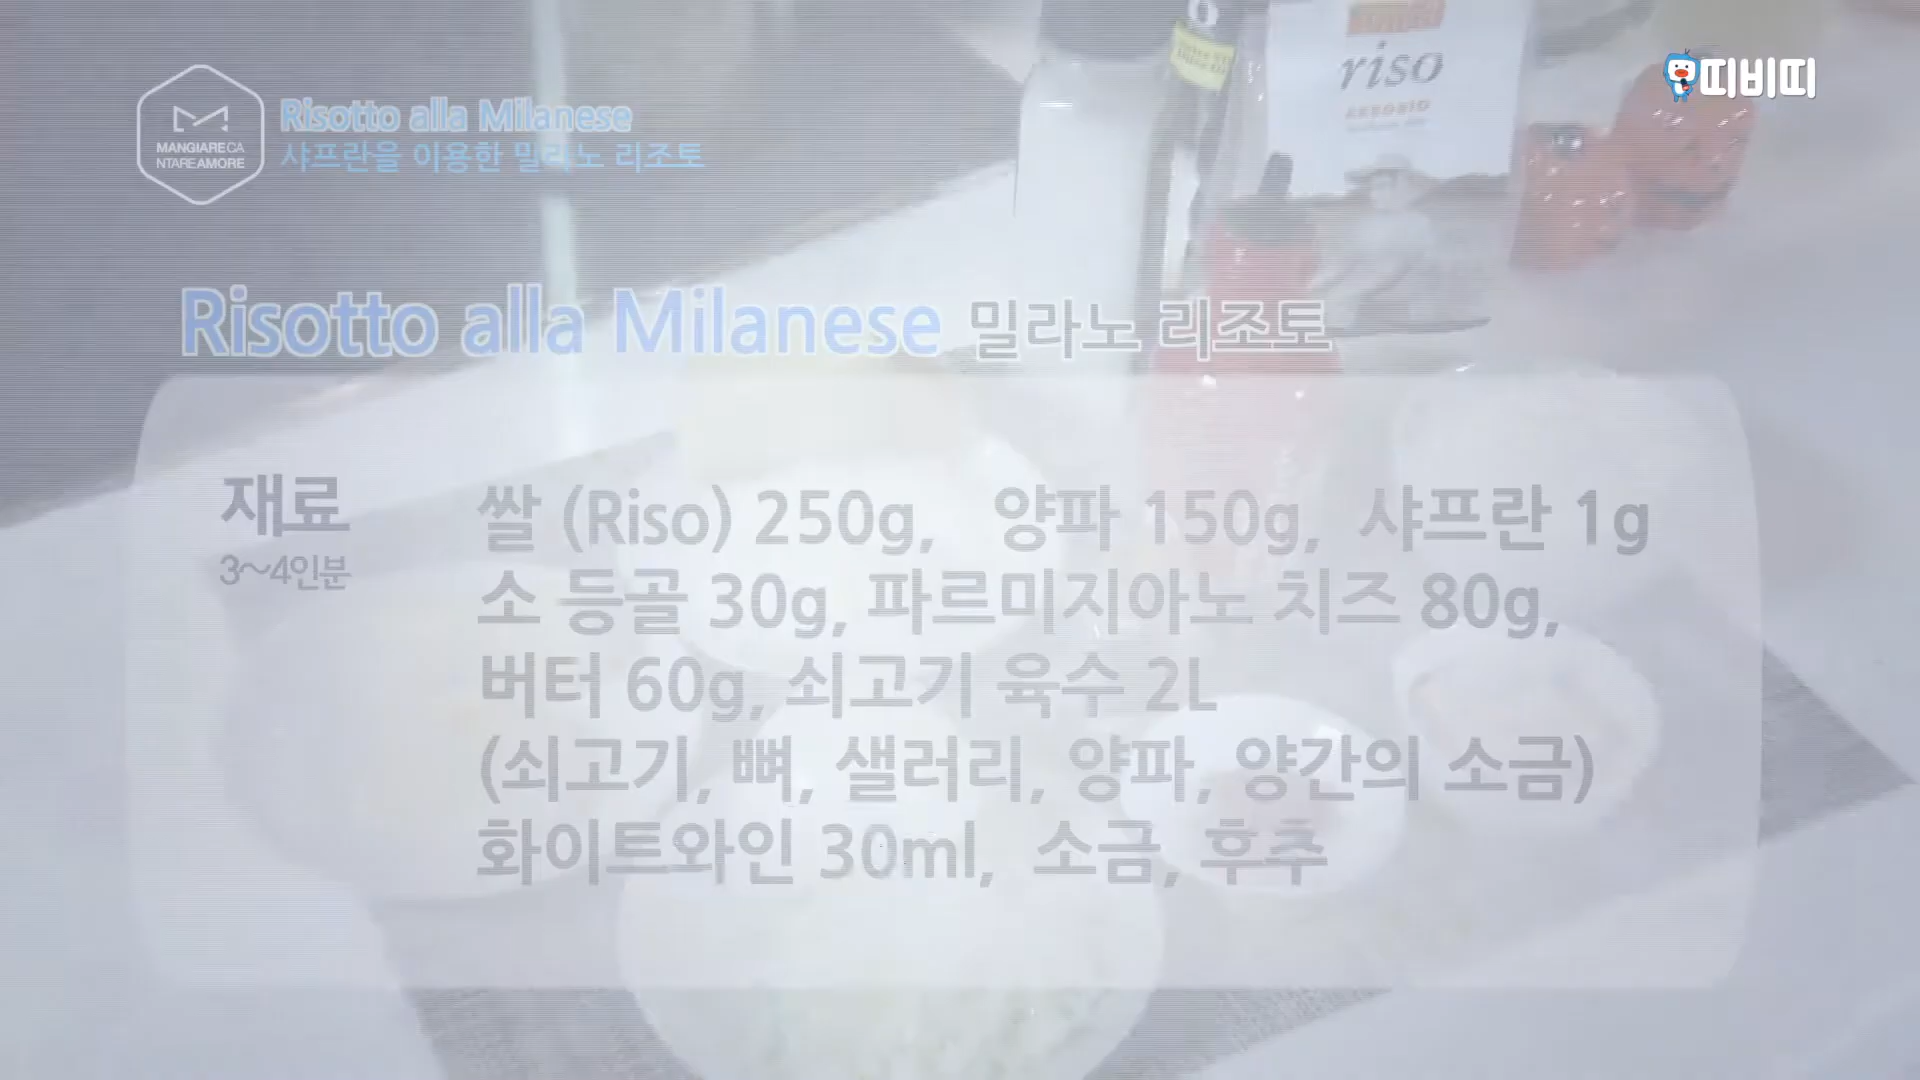 띠비띠
riso
ARBORIO
MANGIARECA
NTAREAMORE
Risotto alla Milanese
샤프란을 이용한 밀라노 리조토
Risotto alla Milanese 밀라노 리조토
재료
3~4인분
쌀 (Riso) 250g, 양파 150g, 샤프란 1g
소 등골 30g, 파르미지아노 치즈 80g,
버터 60g, 쇠고기 육수 2L
(쇠고기, 뼈, 샐러리, 양파, 양간의 소금)
화이트와인 30ml, 소금, 후추